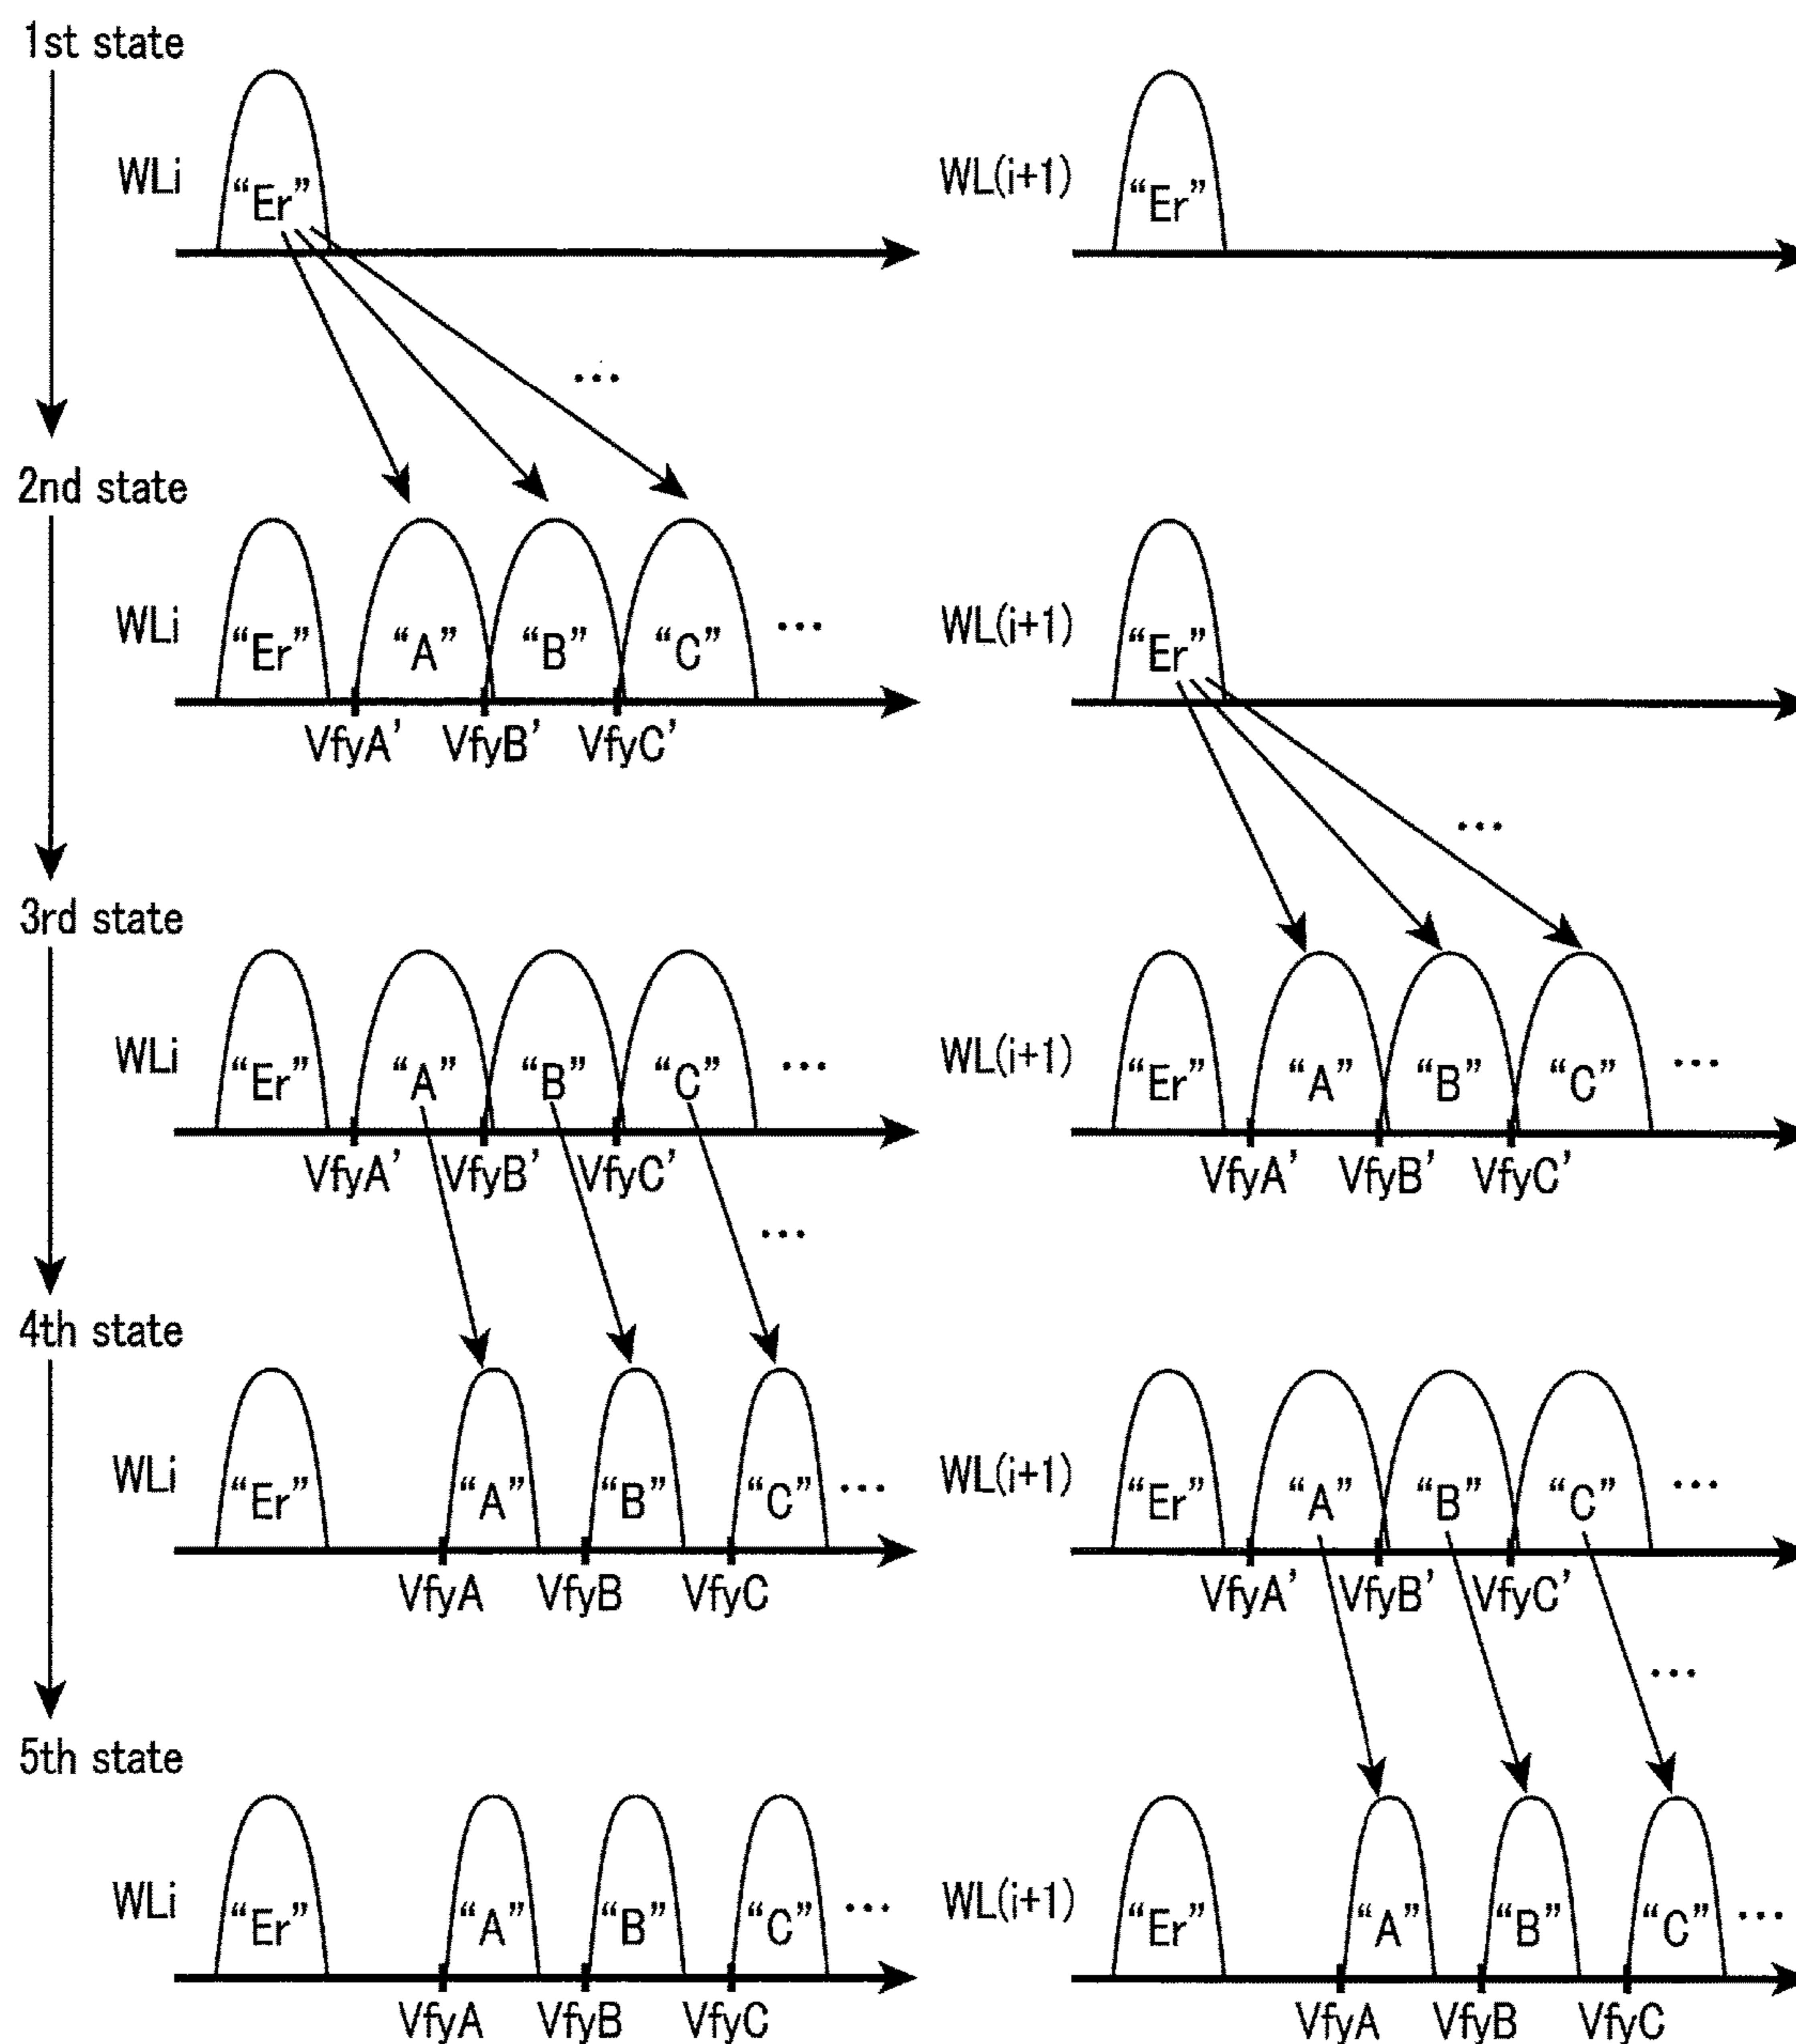 1st state
WLi
“Er”
WL(i+1)
“Er”
...
2nd state
WLi
“Er” “A” “B” “C” ...
VfyA’ VfyB’ VfyC’
WL(i+1)
“Er”
...
3rd state
WLi
“Er” “A” “B” “C” ...
VfyA’ VfyB’ VfyC’
WL(i+1)
“Er” “A” “B” “C” ...
VfyA’ VfyB’ VfyC’
...
4th state
WLi
“Er” “A” “B” “C” ...
VfyA VfyB VfyC
WL(i+1)
“Er” “A” “B” “C” ...
VfyA’ VfyB’ VfyC’
...
5th state
WLi
“Er” “A” “B” “C” ...
VfyA VfyB VfyC
WL(i+1)
“Er” “A” “B” “C” ...
VfyA VfyB VfyC